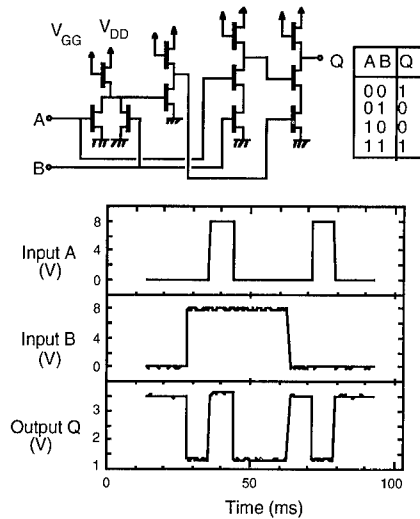 V_GG V_DD
A
B
Q
A B Q
0 0 1
0 1 0
1 0 0
1 1 1
Input A
(V)
8
4
0
Input B
(V)
8
4
0
Output Q
(V)
3
2
1
0 50 100
Time (ms)